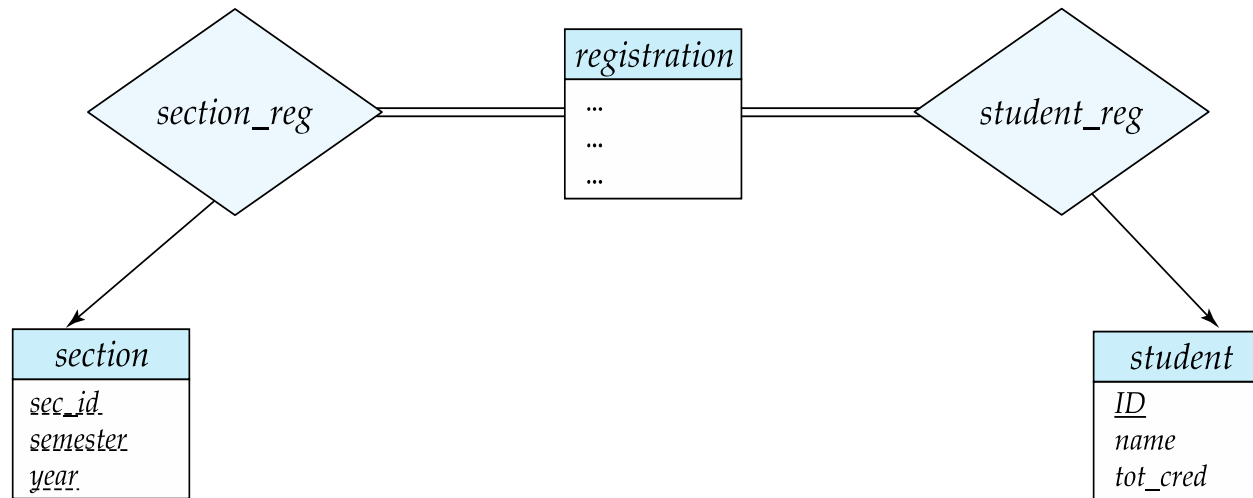 section_reg
registration
...
...
...
student_reg
section
sec_id
semester
year
student
ID
name
tot_cred